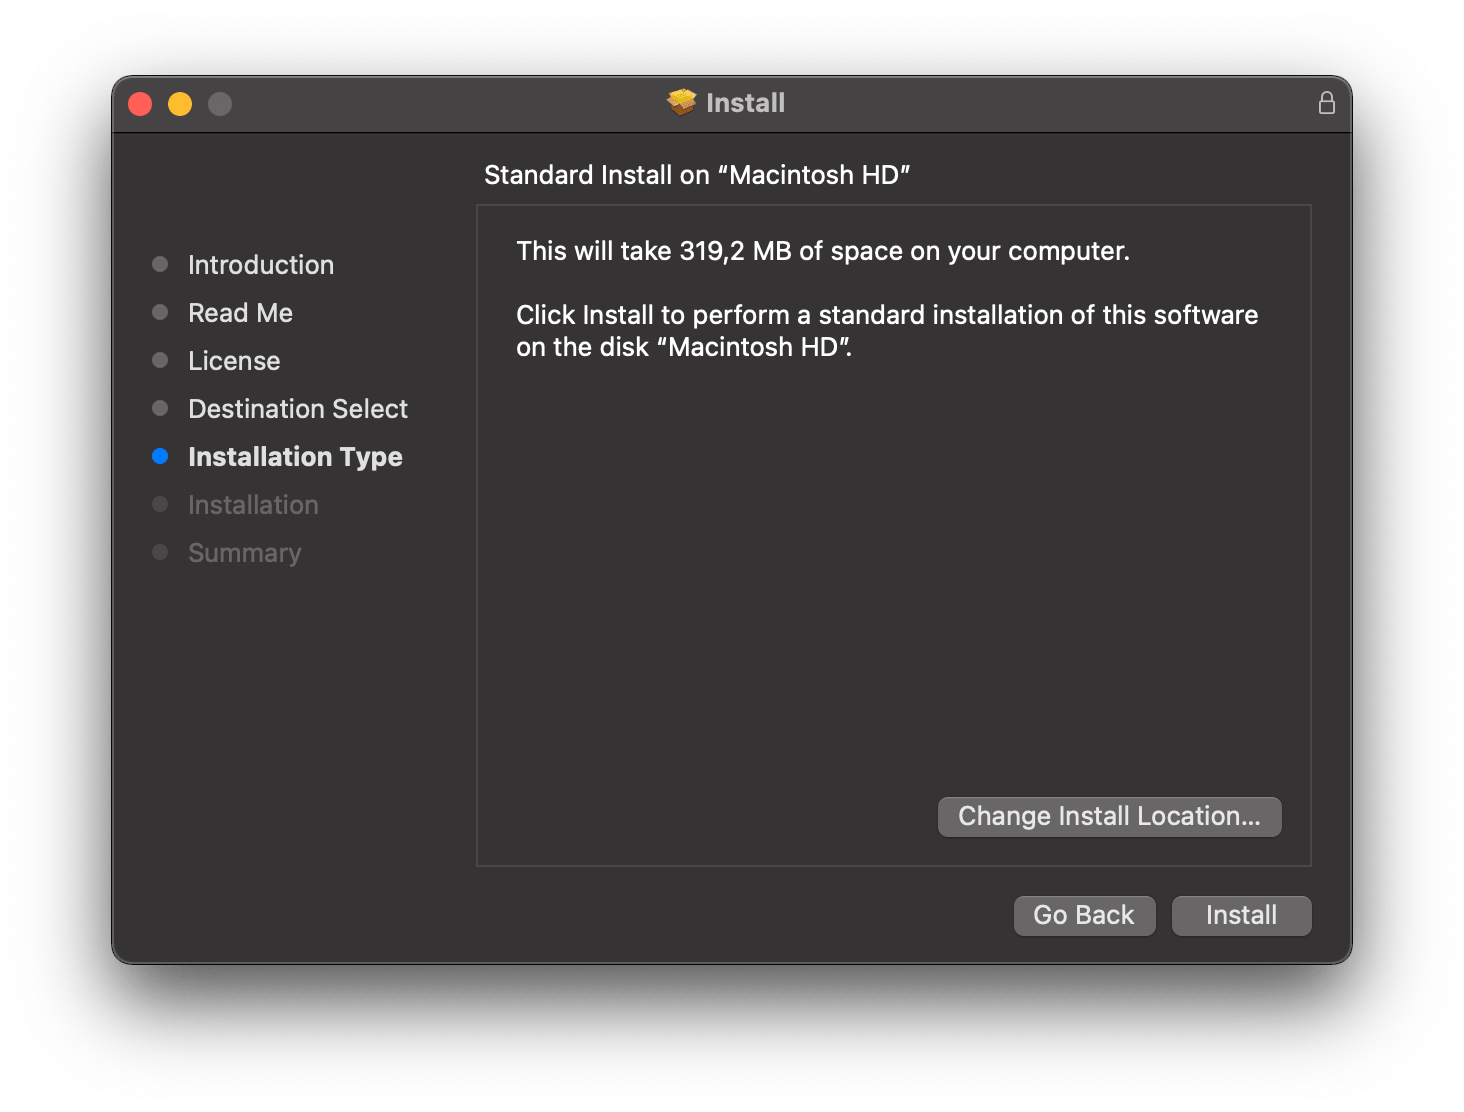 Install
Standard Install on “Macintosh HD”
Introduction
Read Me
License
Destination Select
Installation Type
Installation
Summary
This will take 319,2 MB of space on your computer.
Click Install to perform a standard installation of this software
on the disk “Macintosh HD”.
Change Install Location...
Go Back
Install